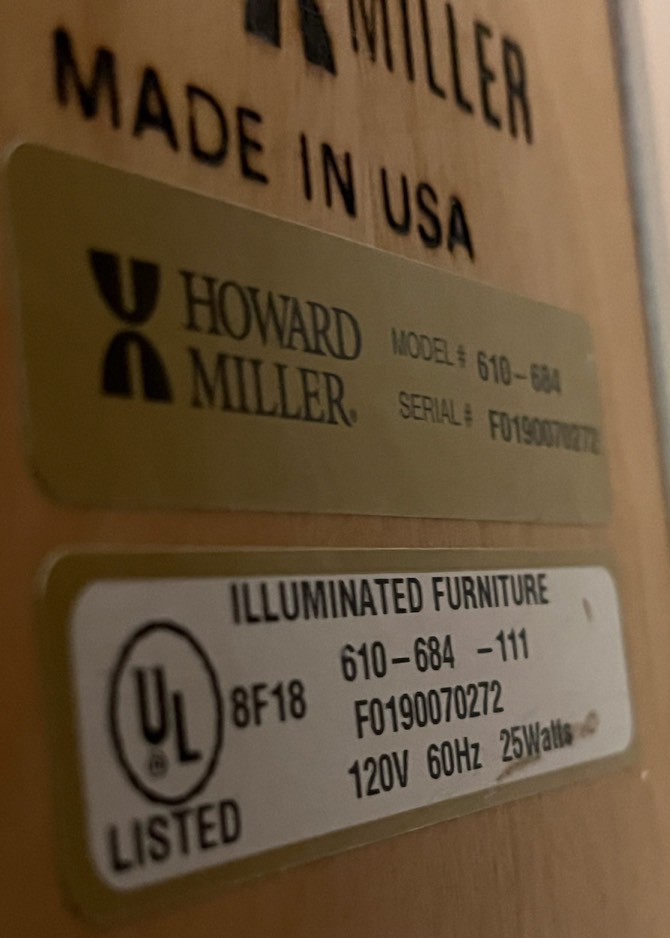 MILLER
MADE IN USA
HOWARD
MILLER®
MODEL# 610-684
SERIAL# F0190070272
ILLUMINATED FURNITURE
610-684 -111
UL ® 8F18
F0190070272
120V 60Hz 25Watts
LISTED